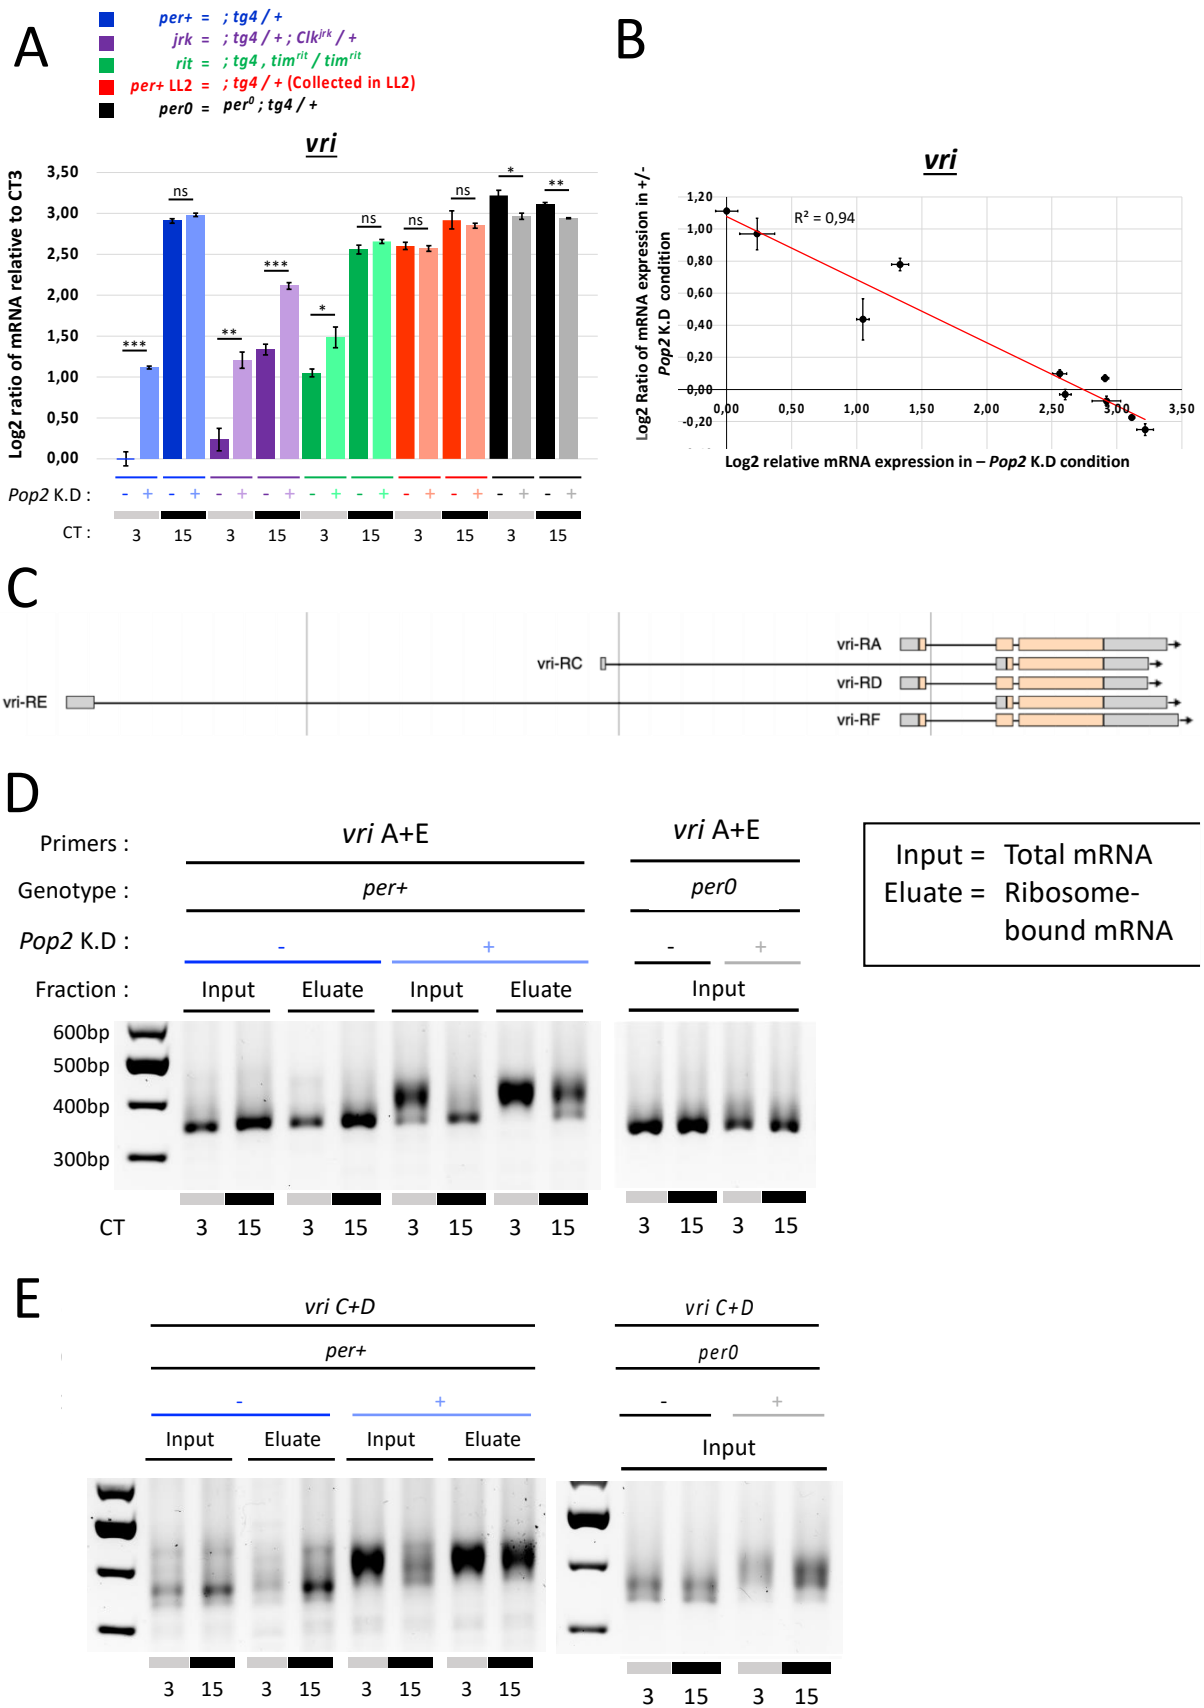 A
per+ = ; tg4 / +
jrk = ; tg4 / + ; Clkjrk / +
rit = ; tg4 , timrit / timrit
per+ LL2 = ; tg4 / + (Collected in LL2)
per0 = per0 ; tg4 / +
vri
Log2 ratio of mRNA relative to CT3
3,50
3,00
2,50
2,00
1,50
1,00
0,50
0,00
*** ns ** *** * ns ns ns * **
Pop2 K.D : - + - + - + - + - + - + - + - + - + - +
CT : 3 15 3 15 3 15 3 15 3 15
B
vri
Log2 Ratio of mRNA expression in +/-
Pop2 K.D condition
1,20
1,00
0,80
0,60
0,40
0,20
0,00
-0,20
R² = 0,94
0,00 0,50 1,00 1,50 2,00 2,50 3,00 3,50
Log2 relative mRNA expression in – Pop2 K.D condition
C
vri-RA
vri-RC
vri-RD
vri-RE
vri-RF
D
Primers : vri A+E vri A+E
Genotype : per+ per0
Pop2 K.D : - + - +
Fraction : Input Eluate Input Eluate Input
600bp
500bp
400bp
300bp
CT 3 15 3 15 3 15 3 15 3 15 3 15
Input = Total mRNA
Eluate = Ribosome-
bound mRNA
E
vri C+D vri C+D
per+ per0
- + - +
Input Eluate Input Eluate Input
3 15 3 15 3 15 3 15 3 15 3 15